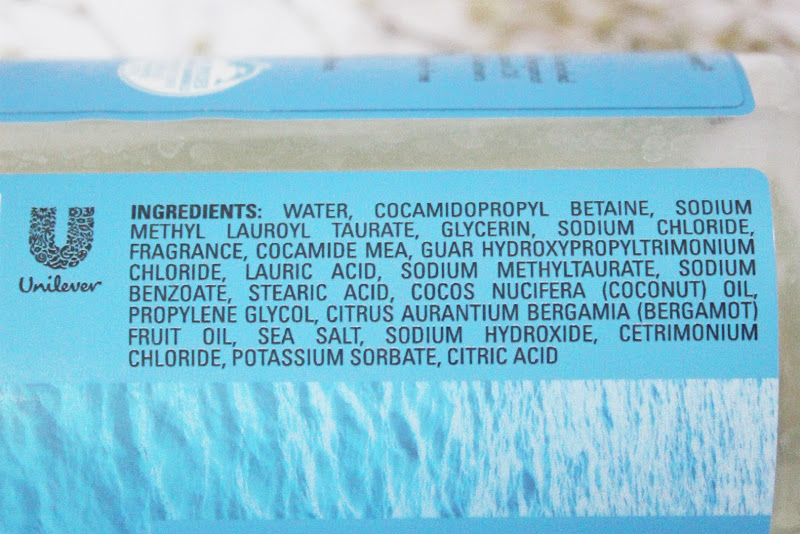 INGREDIENTS: WATER, COCAMIDOPROPYL BETAINE, SODIUM
METHYL LAUROYL TAURATE, GLYCERIN, SODIUM CHLORIDE,
FRAGRANCE, COCAMIDE MEA, GUAR HYDROXYPROPYLTRIMONIUM
CHLORIDE, LAURIC ACID, SODIUM METHYLTAURATE, SODIUM
BENZOATE, STEARIC ACID, COCOS NUCIFERA (COCONUT) OIL,
PROPYLENE GLYCOL, CITRUS AURANTIUM BERGAMIA (BERGAMOT)
FRUIT OIL, SEA SALT, SODIUM HYDROXIDE, CETRIMONIUM
CHLORIDE, POTASSIUM SORBATE, CITRIC ACID
Unilever